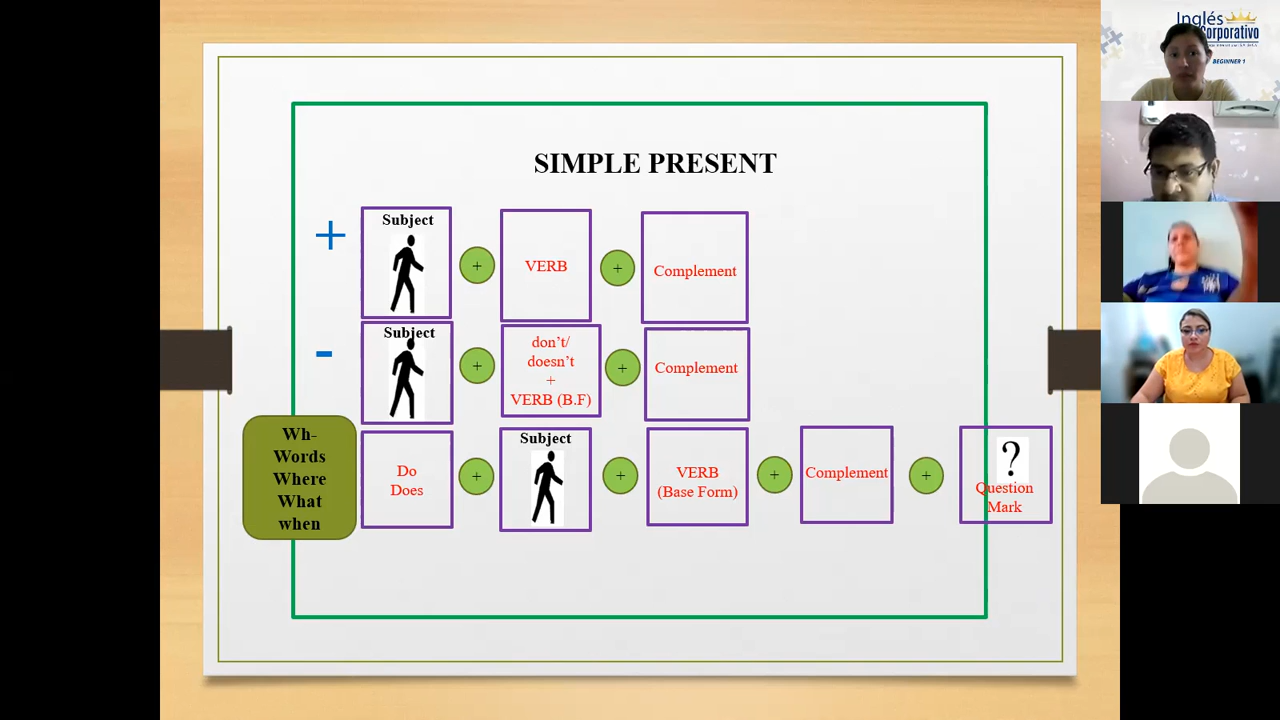 SIMPLE PRESENT
+
Subject
+
VERB
+
Complement
-
Subject
+
don't/
doesn't
+
VERB (B.F)
+
Complement
Wh-
Words
Where
What
when
Do
Does
+
Subject
+
VERB
(Base Form)
+
Complement
+
?
Question
Mark
Inglés
Corporativo
BEGINNER 1